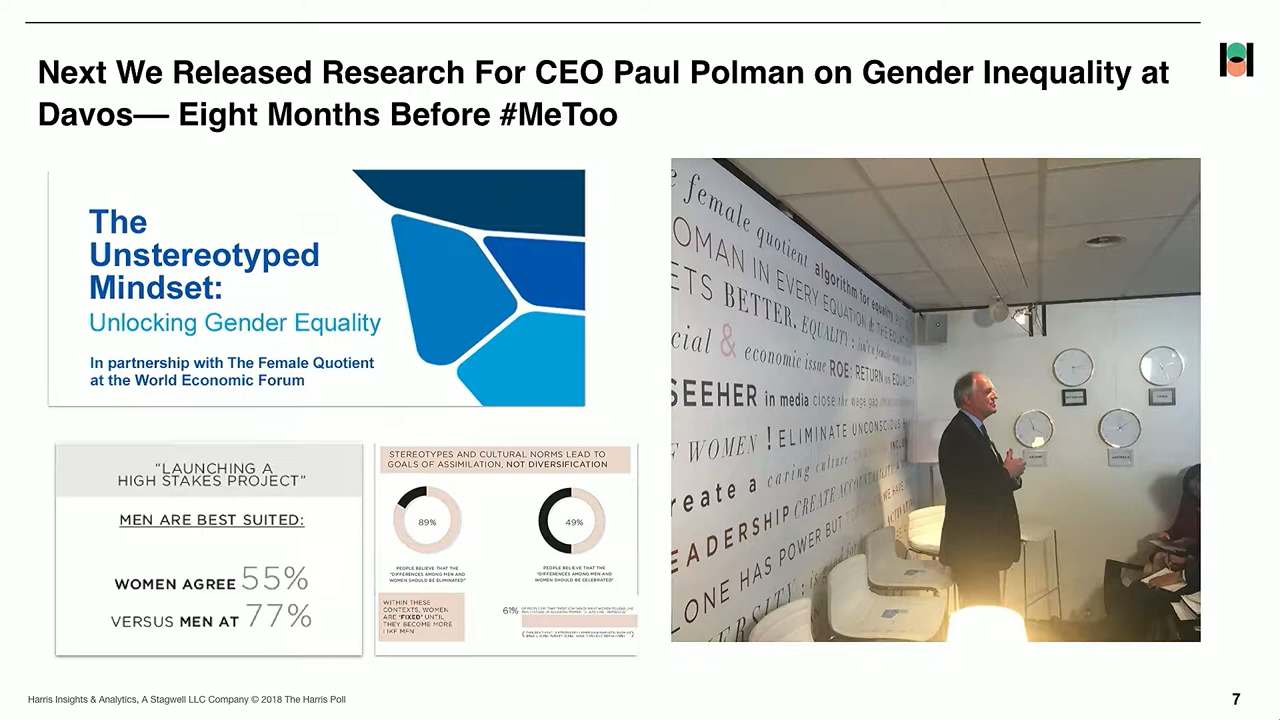 Next We Released Research For CEO Paul Polman on Gender Inequality at
Davos–– Eight Months Before #MeToo
The
Unstereotyped
Mindset:
Unlocking Gender Equality
In partnership with The Female Quotient
at the World Economic Forum
“LAUNCHING A
HIGH STAKES PROJECT”
MEN ARE BEST SUITED:
WOMEN AGREE 55%
VERSUS MEN AT 77%
STEREOTYPES AND CULTURAL NORMS LEAD TO
GOALS OF ASSIMILATION, NOT DIVERSIFICATION
89%
49%
PEOPLE BELIEVE THAT THE
“DIFFERENCES AMONG MEN AND
WOMEN SHOULD BE ELIMINATED”
PEOPLE BELIEVE THAT THE
“DIFFERENCES AMONG MEN AND
WOMEN SHOULD BE CELEBRATED”
WITHIN THESE
CONTEXTS, WOMEN
ARE ‘FIXED’ UNTIL
THEY BECOME MORE
LIKE MEN
61%
female quotient algorithm for equality
OMAN IN EVERY EQUATION & THE
ETS BETTER. EQUALITY: isn't a female
cial & economic issue ROE: RETURN on EQUALITY
SEEHER in media close the wage gap
F WOMEN ! ELIMINATE UNCONSCIOUS
reate a caring culture
EADERSHIP CREATE ACCOUNTABILITY
ONE HAS POWER BUT
ERSITY:
Harris Insights & Analytics, A Stagwell LLC Company © 2018 The Harris Poll
7